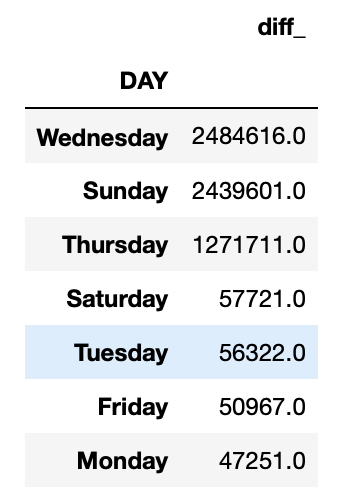 diff_
DAY
Wednesday 2484616.0
Sunday 2439601.0
Thursday 1271711.0
Saturday 57721.0
Tuesday 56322.0
Friday 50967.0
Monday 47251.0